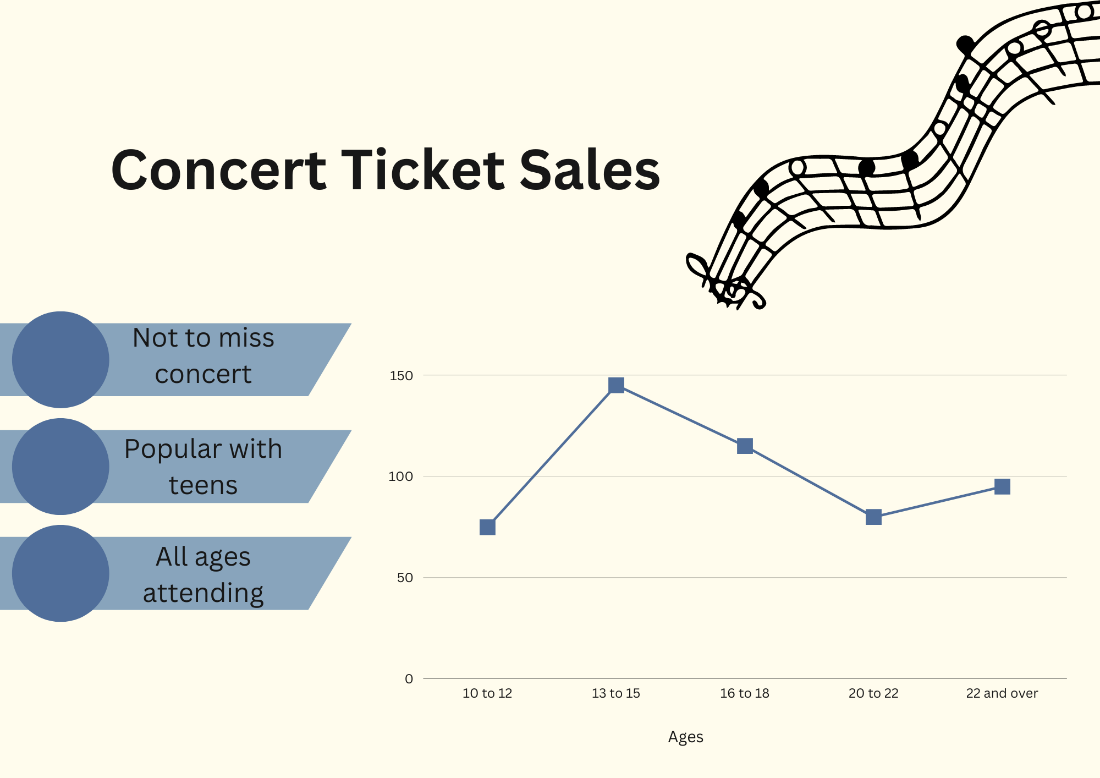 Concert Ticket Sales
Not to miss
concert
Popular with
teens
All ages
attending
150
100
50
0
10 to 12
13 to 15
16 to 18
20 to 22
22 and over
Ages